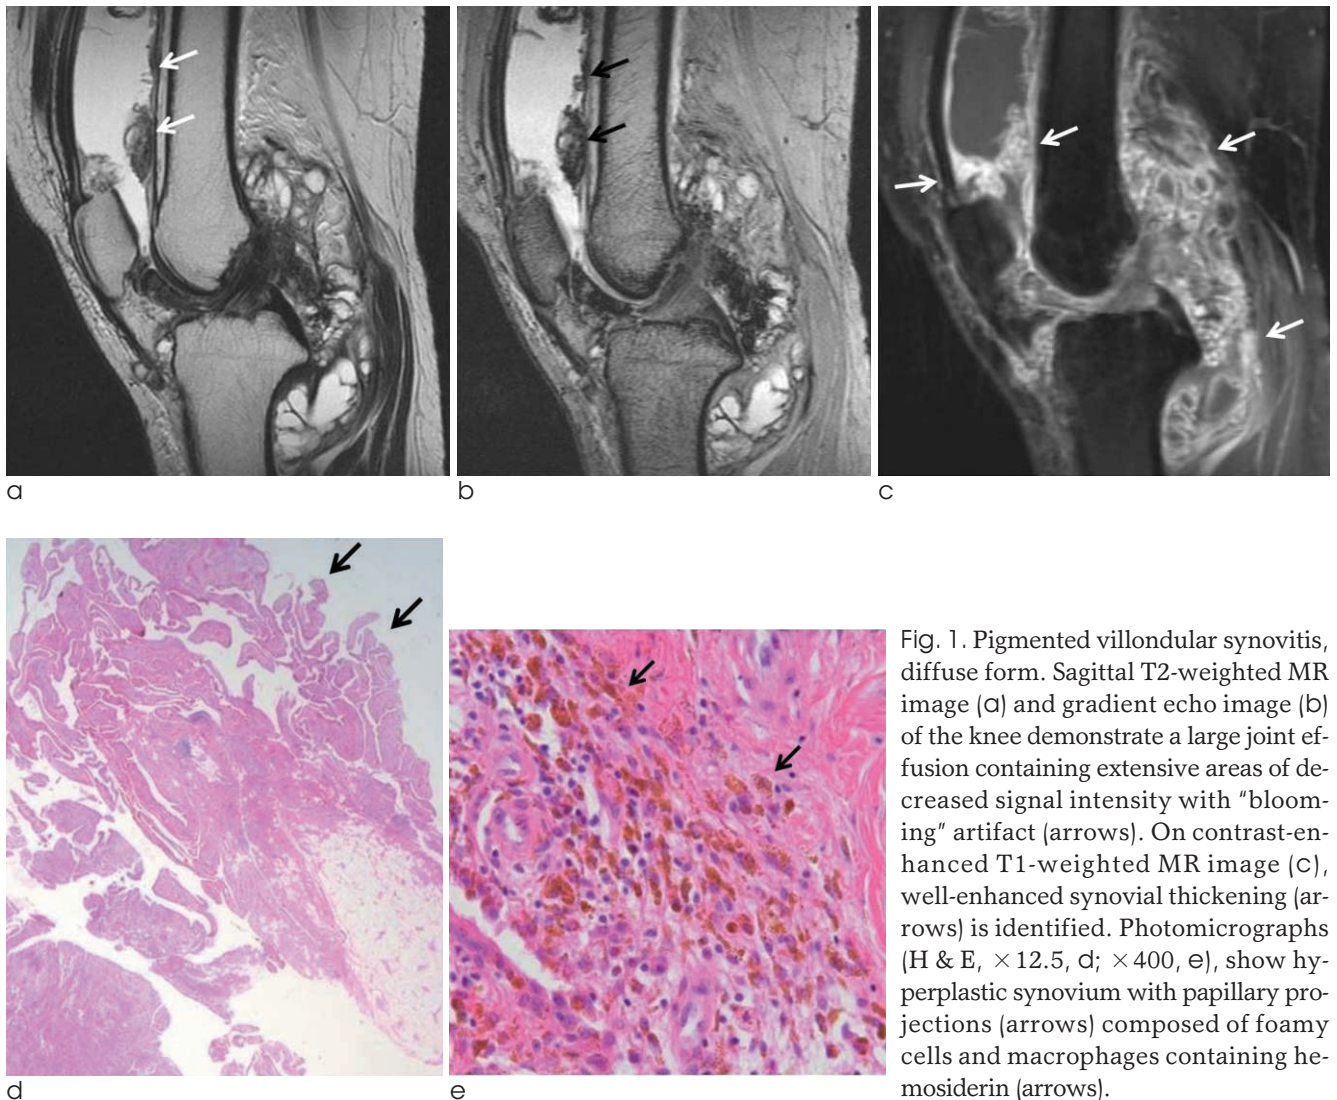 a
b
c
d
e
Fig. 1. Pigmented villondular synovitis,
diffuse form. Sagittal T2-weighted MR
image (a) and gradient echo image (b)
of the knee demonstrate a large joint ef-
fusion containing extensive areas of de-
creased signal intensity with "bloom-
ing" artifact (arrows). On contrast-en-
hanced T1-weighted MR image (c),
well-enhanced synovial thickening (ar-
rows) is identified. Photomicrographs
(H & E, ×12.5, d; ×400, e), show hy-
perplastic synovium with papillary pro-
jections (arrows) composed of foamy
cells and macrophages containing he-
mosiderin (arrows).